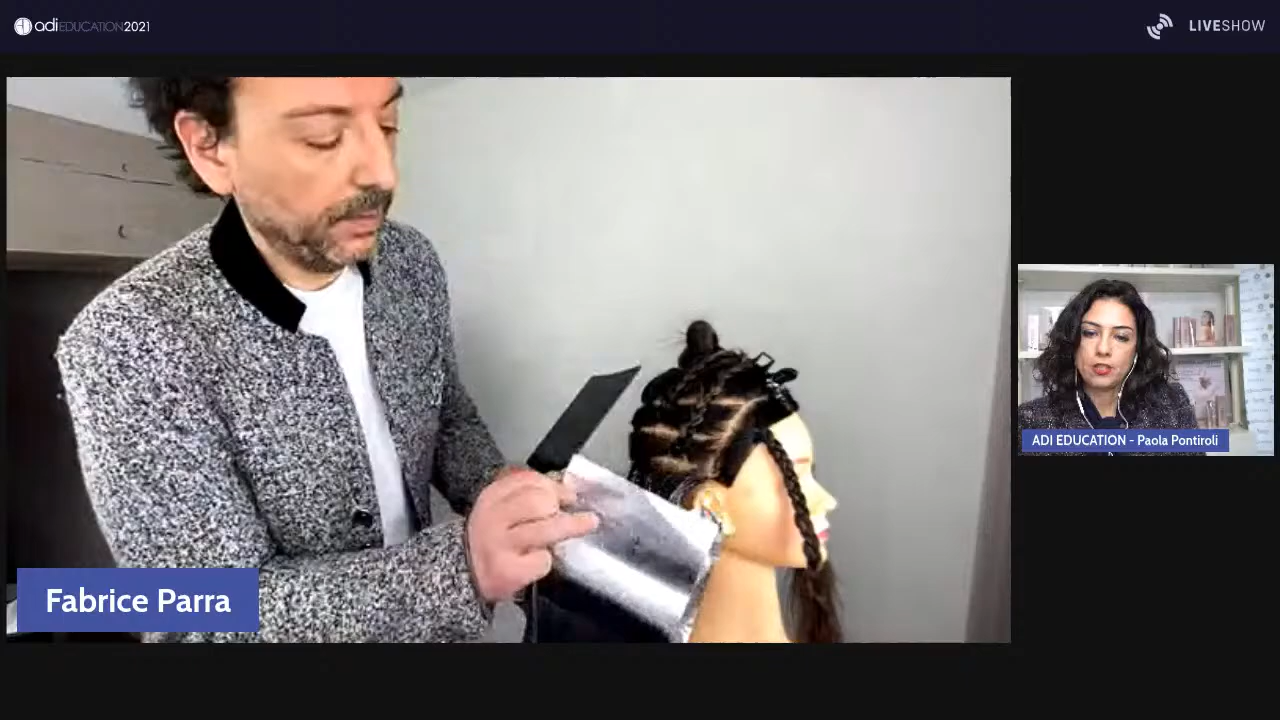 adi EDUCATION 2021
LIVESHOW
ADI EDUCATION - Paola Pontiroli
Fabrice Parra